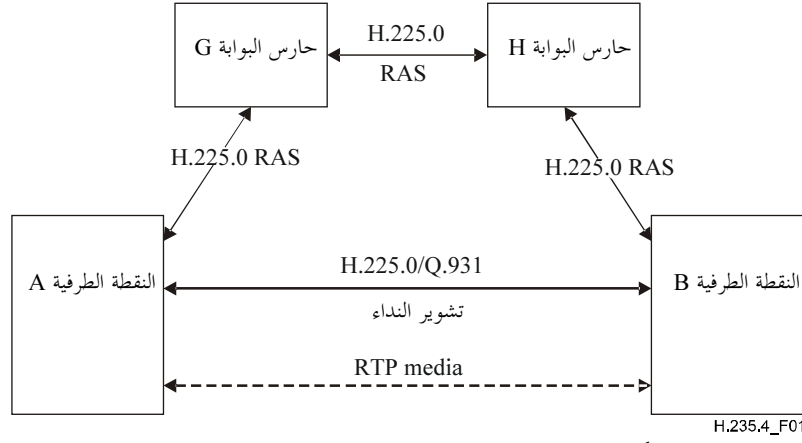 حارس البوابة G
H.225.0
RAS
حارس البوابة H
H.225.0 RAS
H.225.0 RAS
النقطة الطرفية A
H.225.0/Q.931
تشوير النداء
النقطة الطرفية B
RTP media
H.235.4_F01